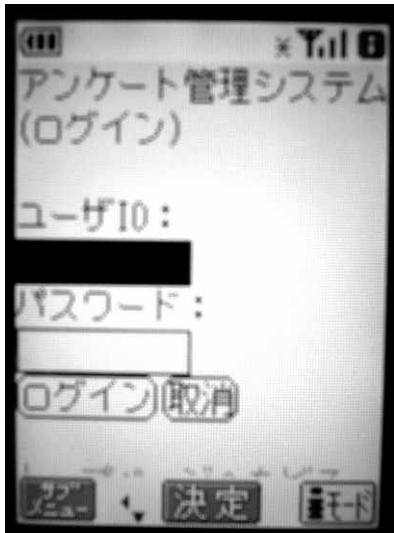 アンケート管理システム
(ログイン)
ユーザID:
パスワード:
ログイン 取消
サブメニュー 決定 iモード